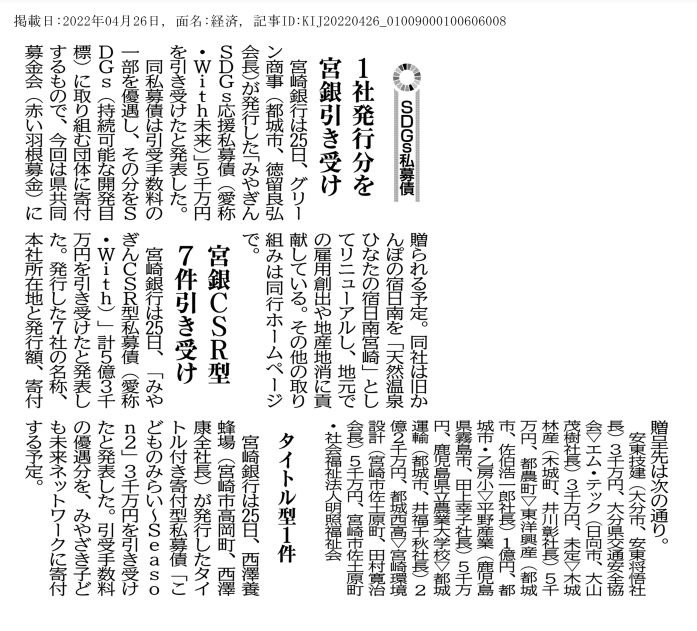 掲載日:2022年04月26日, 面名:経済, 記事ID:KIJ20220426_01009000100606008
SDGs私募債
1社発行分を
宮銀引き受け
宮崎銀行は25日、グリー
ン商事(都城市、徳留良弘
会長)が発行した「みやぎん
SDGs応援私募債(愛称
・With未来)」5千万円
を引き受けたと発表した。
同私募債は引受手数料の
一部を優遇し、その分をS
DGs(持続可能な開発目
標)に取り組む団体に寄付
するもので、今回は県共同
募金会(赤い羽根募金)に
贈られる予定。同社は旧か
んぽの宿日南を「天然温泉
ひなたの宿日南宮崎」とし
てリニューアルし、地元で
の雇用創出や地産地消に貢
献している。その他の取り
組みは同行ホームページ
で。
宮銀CSR型
7件引き受け
宮崎銀行は25日、「みや
ぎんCSR型私募債(愛称
・With)」計5億3千
万円を引き受けたと発表し
た。発行した7社の名称、
本社所在地と発行額、寄付
贈呈先は次の通り。
安東技建(大分市、安東将悟社
長)3千万円、大分県交通安全協
会▽エム・テック(日向市、大山
茂樹社長)3千万円、未定▽木城
林産(木城町、井川彰社長)5千
万円、都農町▽東洋興産(都城
市、佐伯浩一郎社長)1億円、都
城市・乙房小▽平野産業(鹿児島
県霧島市、田上幸子社長)5千万
円、鹿児島県立農業大学校▽都城
運輸(都城市、井福千秋社長)2
億2千万円、都城西高▽宮崎環境
設計(宮崎市佐土原町、田村寛治
会長)5千万円、宮崎市佐土原町
・社会福祉法人明照福祉会
タイトル型1件
宮崎銀行は25日、西澤養
蜂場(宮崎市高岡町、西澤
康全社長)が発行したタイ
トル付き寄付型私募債「こ
どものみらい〜Seaso
n2」3千万円を引き受け
たと発表した。引受手数料
の優遇分を、みやざき子ど
も未来ネットワークに寄付
する予定。